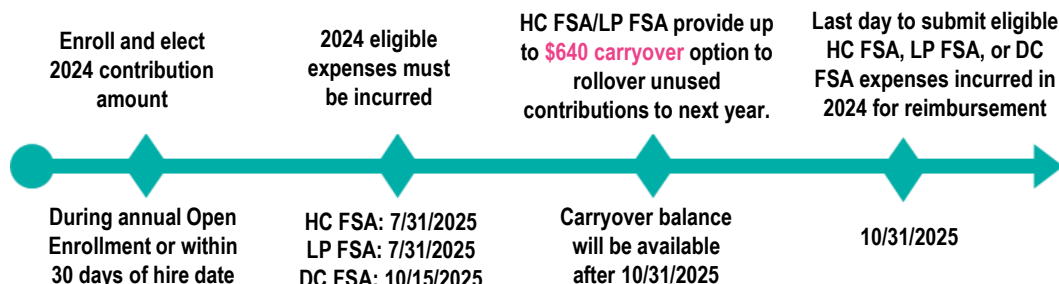 Enroll and elect
2024 contribution
amount
2024 eligible
expenses must
be incurred
HC FSA/LP FSA provide up
to $640 carryover option to
rollover unused
contributions to next year.
Last day to submit eligible
HC FSA, LP FSA, or DC
FSA expenses incurred in
2024 for reimbursement
During annual Open
Enrollment or within
30 days of hire date
HC FSA: 7/31/2025
LP FSA: 7/31/2025
DC FSA: 10/15/2025
Carryover balance
will be available
after 10/31/2025
10/31/2025